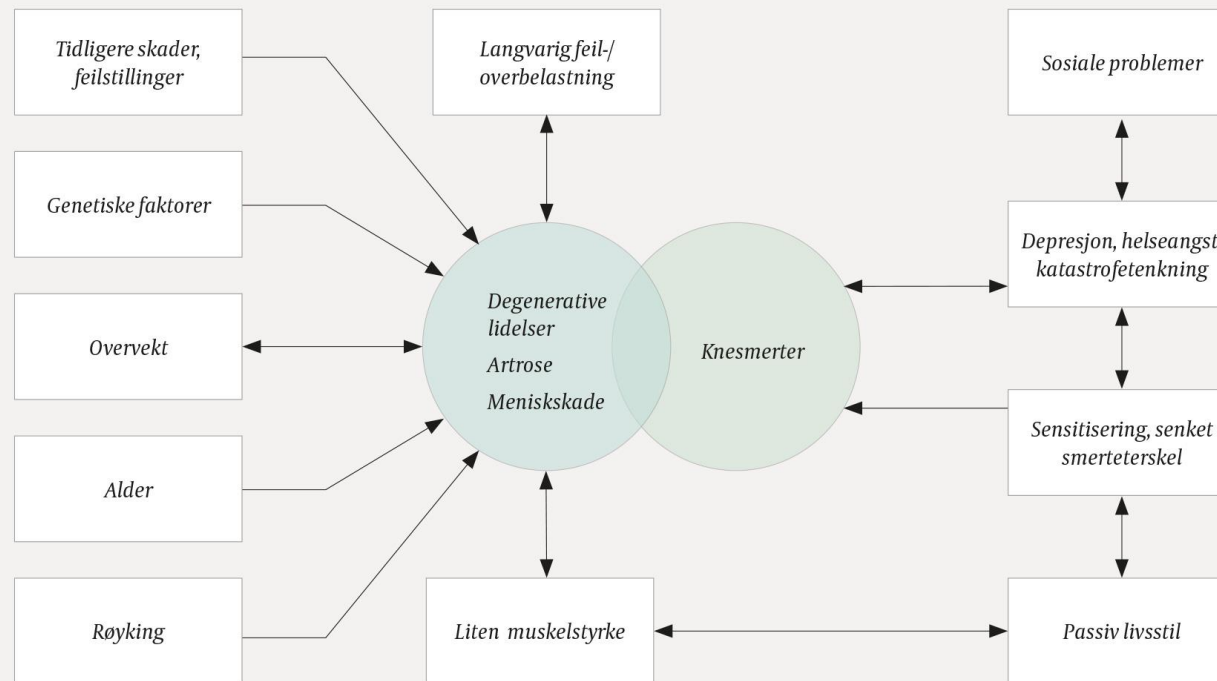 Tidligere skader,
feilstillinger
Langvarig feil-/
overbelastning
Sosiale problemer
Genetiske faktorer
Depresjon, helseangst
katastrofetenkning
Overvekt
Degenerative
lidelser
Artrose
Meniskskade
Knesmerter
Sensitisering, senket
smerteterskel
Alder
Røyking
Liten muskelstyrke
Passiv livsstil